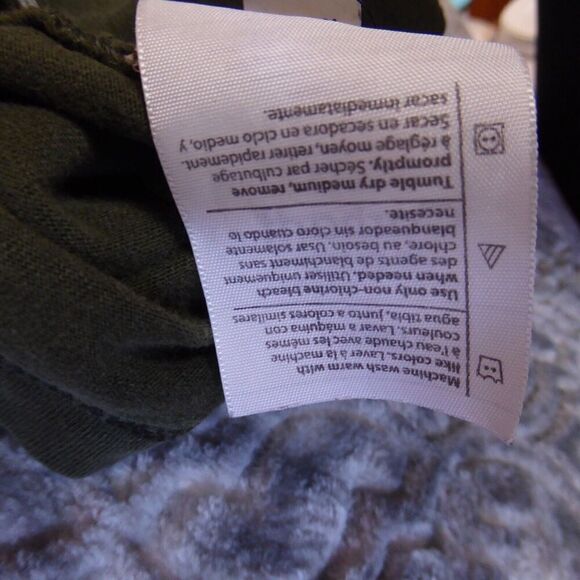 Machine wash warm with
like colors. Laver à la machine
à l'eau chaude avec les mêmes
couleurs. Lavar a máquina con
agua tibia, junto a colores similares
Use only non-chlorine bleach
when needed. Utiliser uniquement
des agents de blanchiment sans
chlore, au besoin. Usar solamente
blanqueador sin cloro cuando lo
necesite.
Tumble dry medium, remove
promptly. Sécher par culbutage
à réglage moyen, retirer rapidement.
Secar en secadora en ciclo medio, y
sacar inmediatamente.